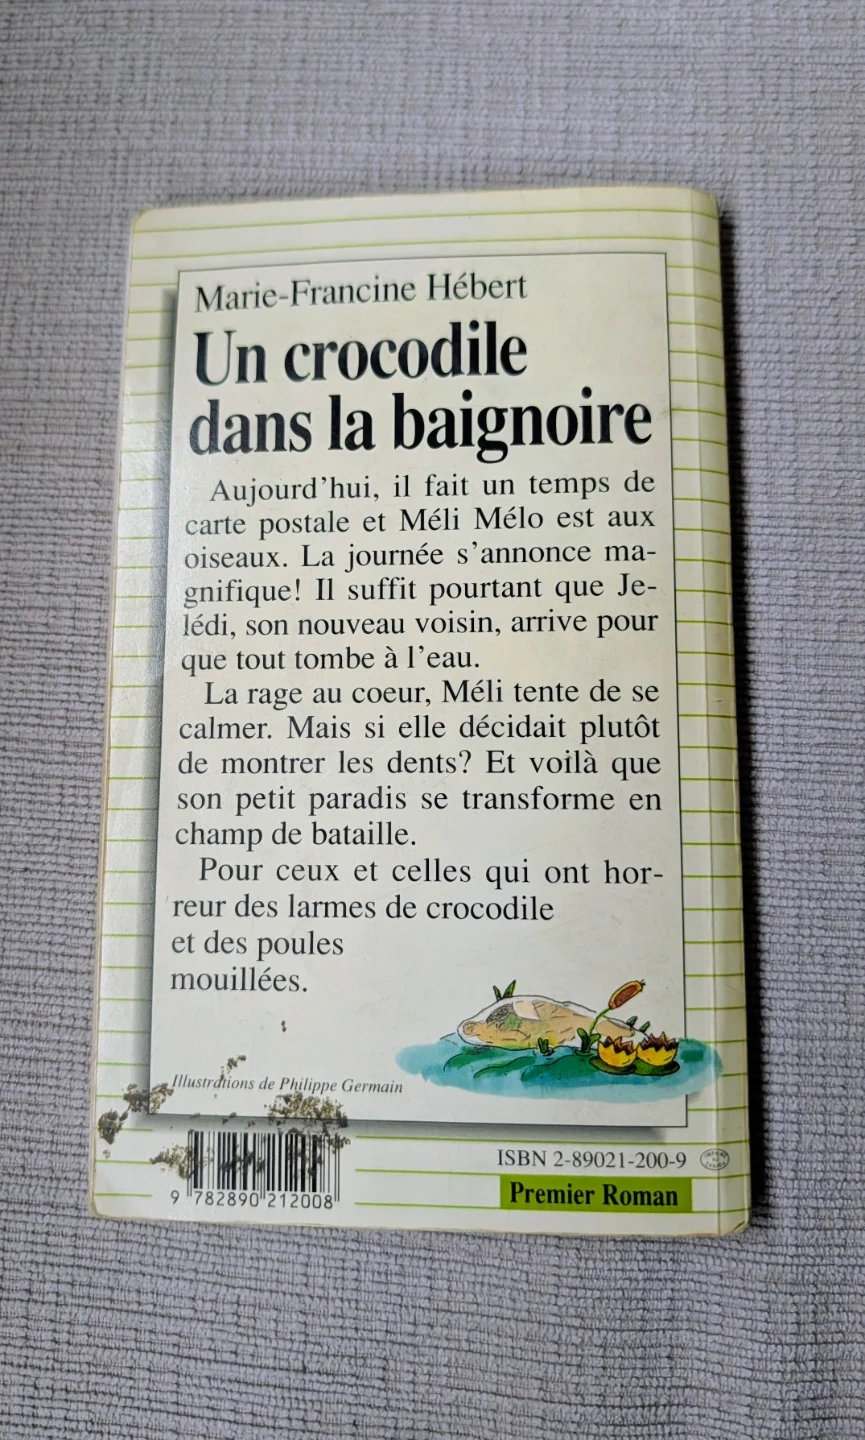 Marie-Francine Hébert
Un crocodile
dans la baignoire
Aujourd'hui, il fait un temps de
carte postale et Méli Mélo est aux
oiseaux. La journée s'annonce ma-
gnifique! Il suffit pourtant que Je-
lédi, son nouveau voisin, arrive pour
que tout tombe à l'eau.
La rage au coeur, Méli tente de se
calmer. Mais si elle décidait plutôt
de montrer les dents? Et voilà que
son petit paradis se transforme en
champ de bataille.
Pour ceux et celles qui ont hor-
reur des larmes de crocodile
et des poules
mouillées.
Illustrations de Philippe Germain
ISBN 2-89021-200-9
9 782890 212008
Premier Roman